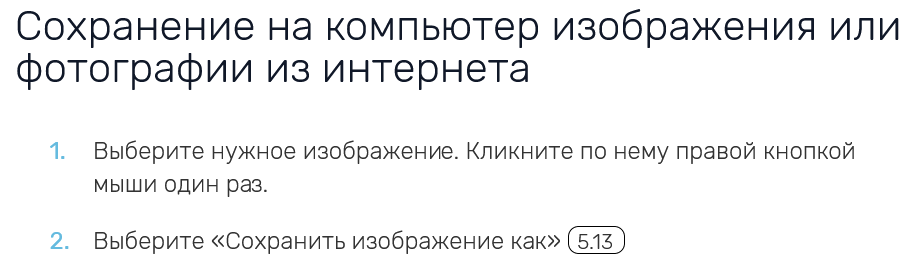 Сохранение на компьютер изображения или
фотографии из интернета
1. Выберите нужное изображение. Кликните по нему правой кнопкой
мыши один раз.
2. Выберите «Сохранить изображение как» 5.13